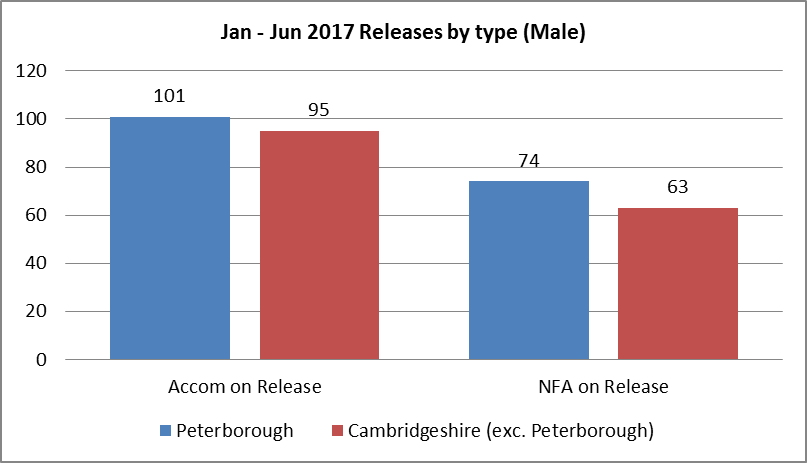 Jan - Jun 2017 Releases by type (Male)
120
100
80
60
40
20
0
101
95
74
63
Accom on Release
NFA on Release
Peterborough
Cambridgeshire (exc. Peterborough)